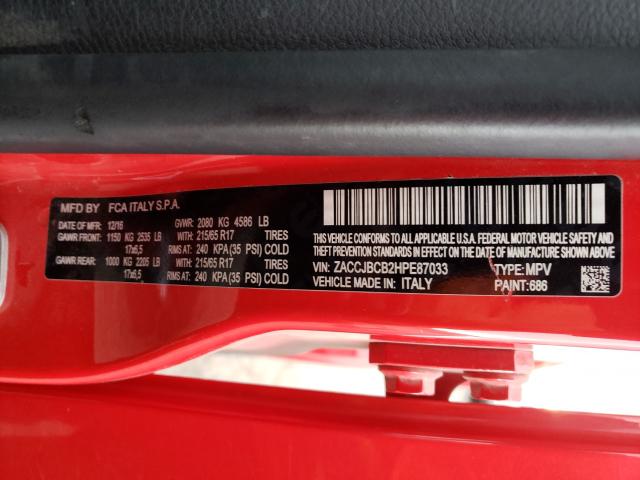 MFD BY FCA ITALY S.P.A.
DATE OF MFR: 12/16 GVWR: 2080 KG 4586 LB
GAWR FRONT: 1150 KG 2535 LB WITH: 215/65 R17 TIRES
17x6,5 RIMS AT: 240 KPA(35 PSI) COLD
GAWR REAR: 1000 KG 2205 LB WITH: 215/65 R17 TIRES
17x6,5 RIMS AT: 240 KPA(35 PSI) COLD
THIS VEHICLE CONFORMS TO ALL APPLICABLE U.S.A. FEDERAL MOTOR VEHICLE SAFETY
AND THEFT PREVENTION STANDARDS IN EFFECT ON THE DATE OF MANUFACTURE SHOWN ABOVE.
VIN: ZACCJBCB2HPE87033 TYPE: MPV
VEHICLE MADE IN: ITALY PAINT: 686